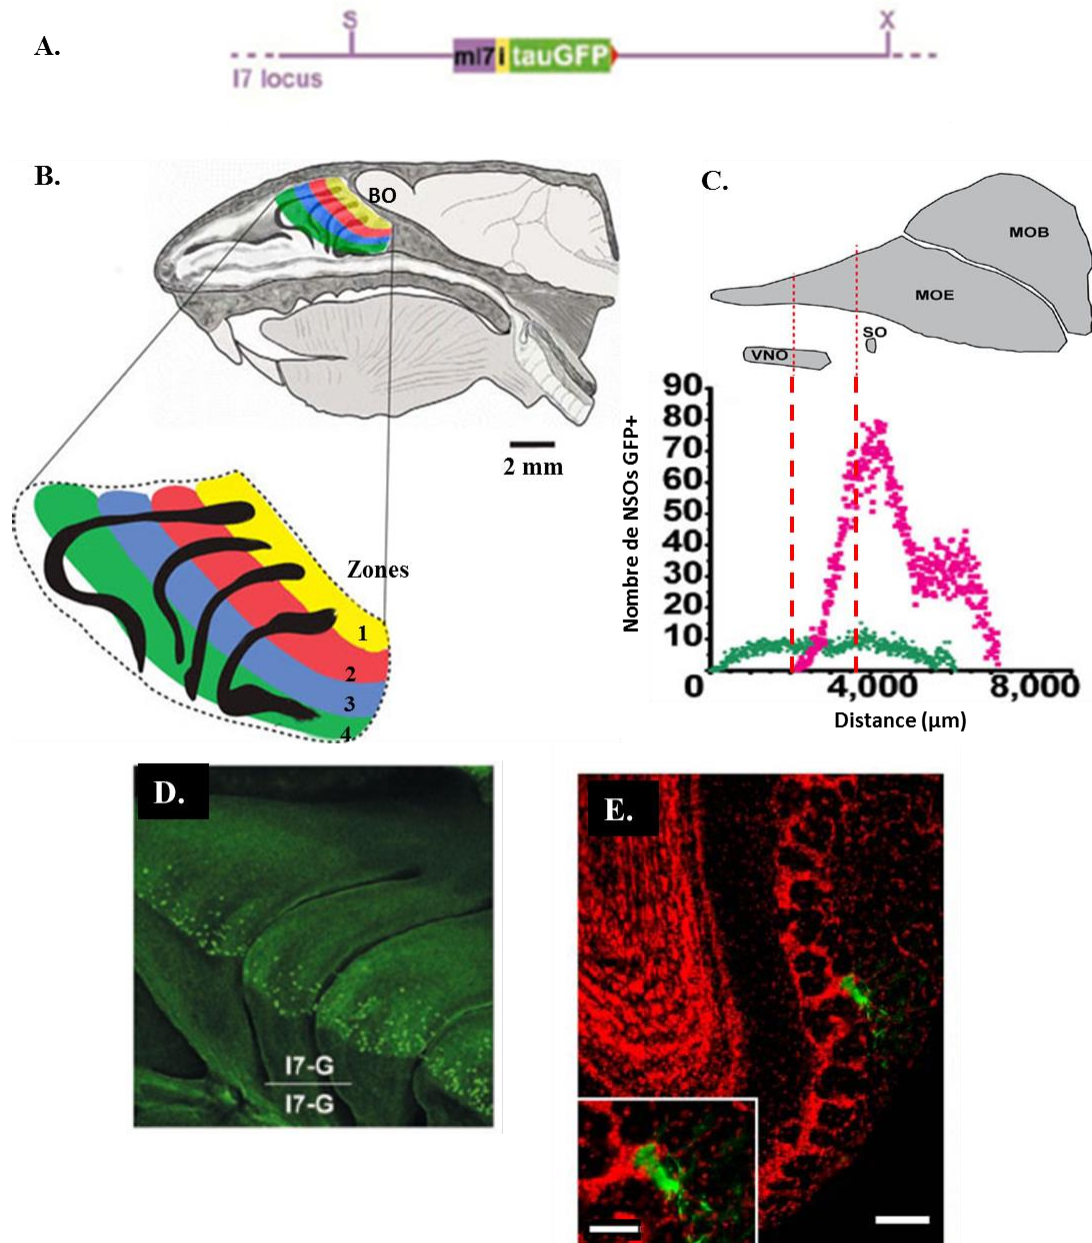 A.
S
X
mI7 i tauGFP
I7 locus
B.
BO
2 mm
Zones
1
2
3
4
C.
MOB
MOE
SO
VNO
90
80
70
60
50
40
30
20
10
0
4,000
8,000
Nombre de NSOs GFP+
Distance (µm)
D.
I7-G
I7-G
E.